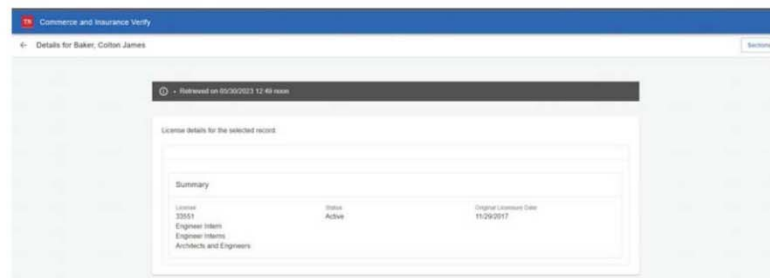 TN Commerce and Insurance Verify
← Details for Baker, Colton James
Sections
Retrieved on 05/30/2023 12:49 noon
License details for the selected record.
Summary
License Status Original Licensure Date
33551 Active 11/29/2017
Engineer Intern
Engineer Interns
Architects and Engineers